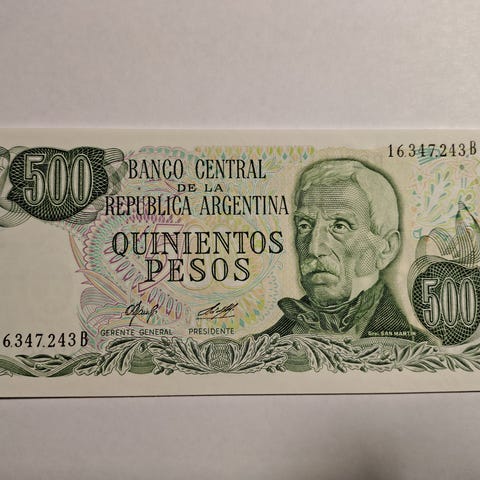 500
16.347.243 B
BANCO CENTRAL
DE LA
REPUBLICA ARGENTINA
QUINIENTOS
PESOS
GERENTE GENERAL PRESIDENTE
Gral. SAN MARTIN
500
6.347.243 B